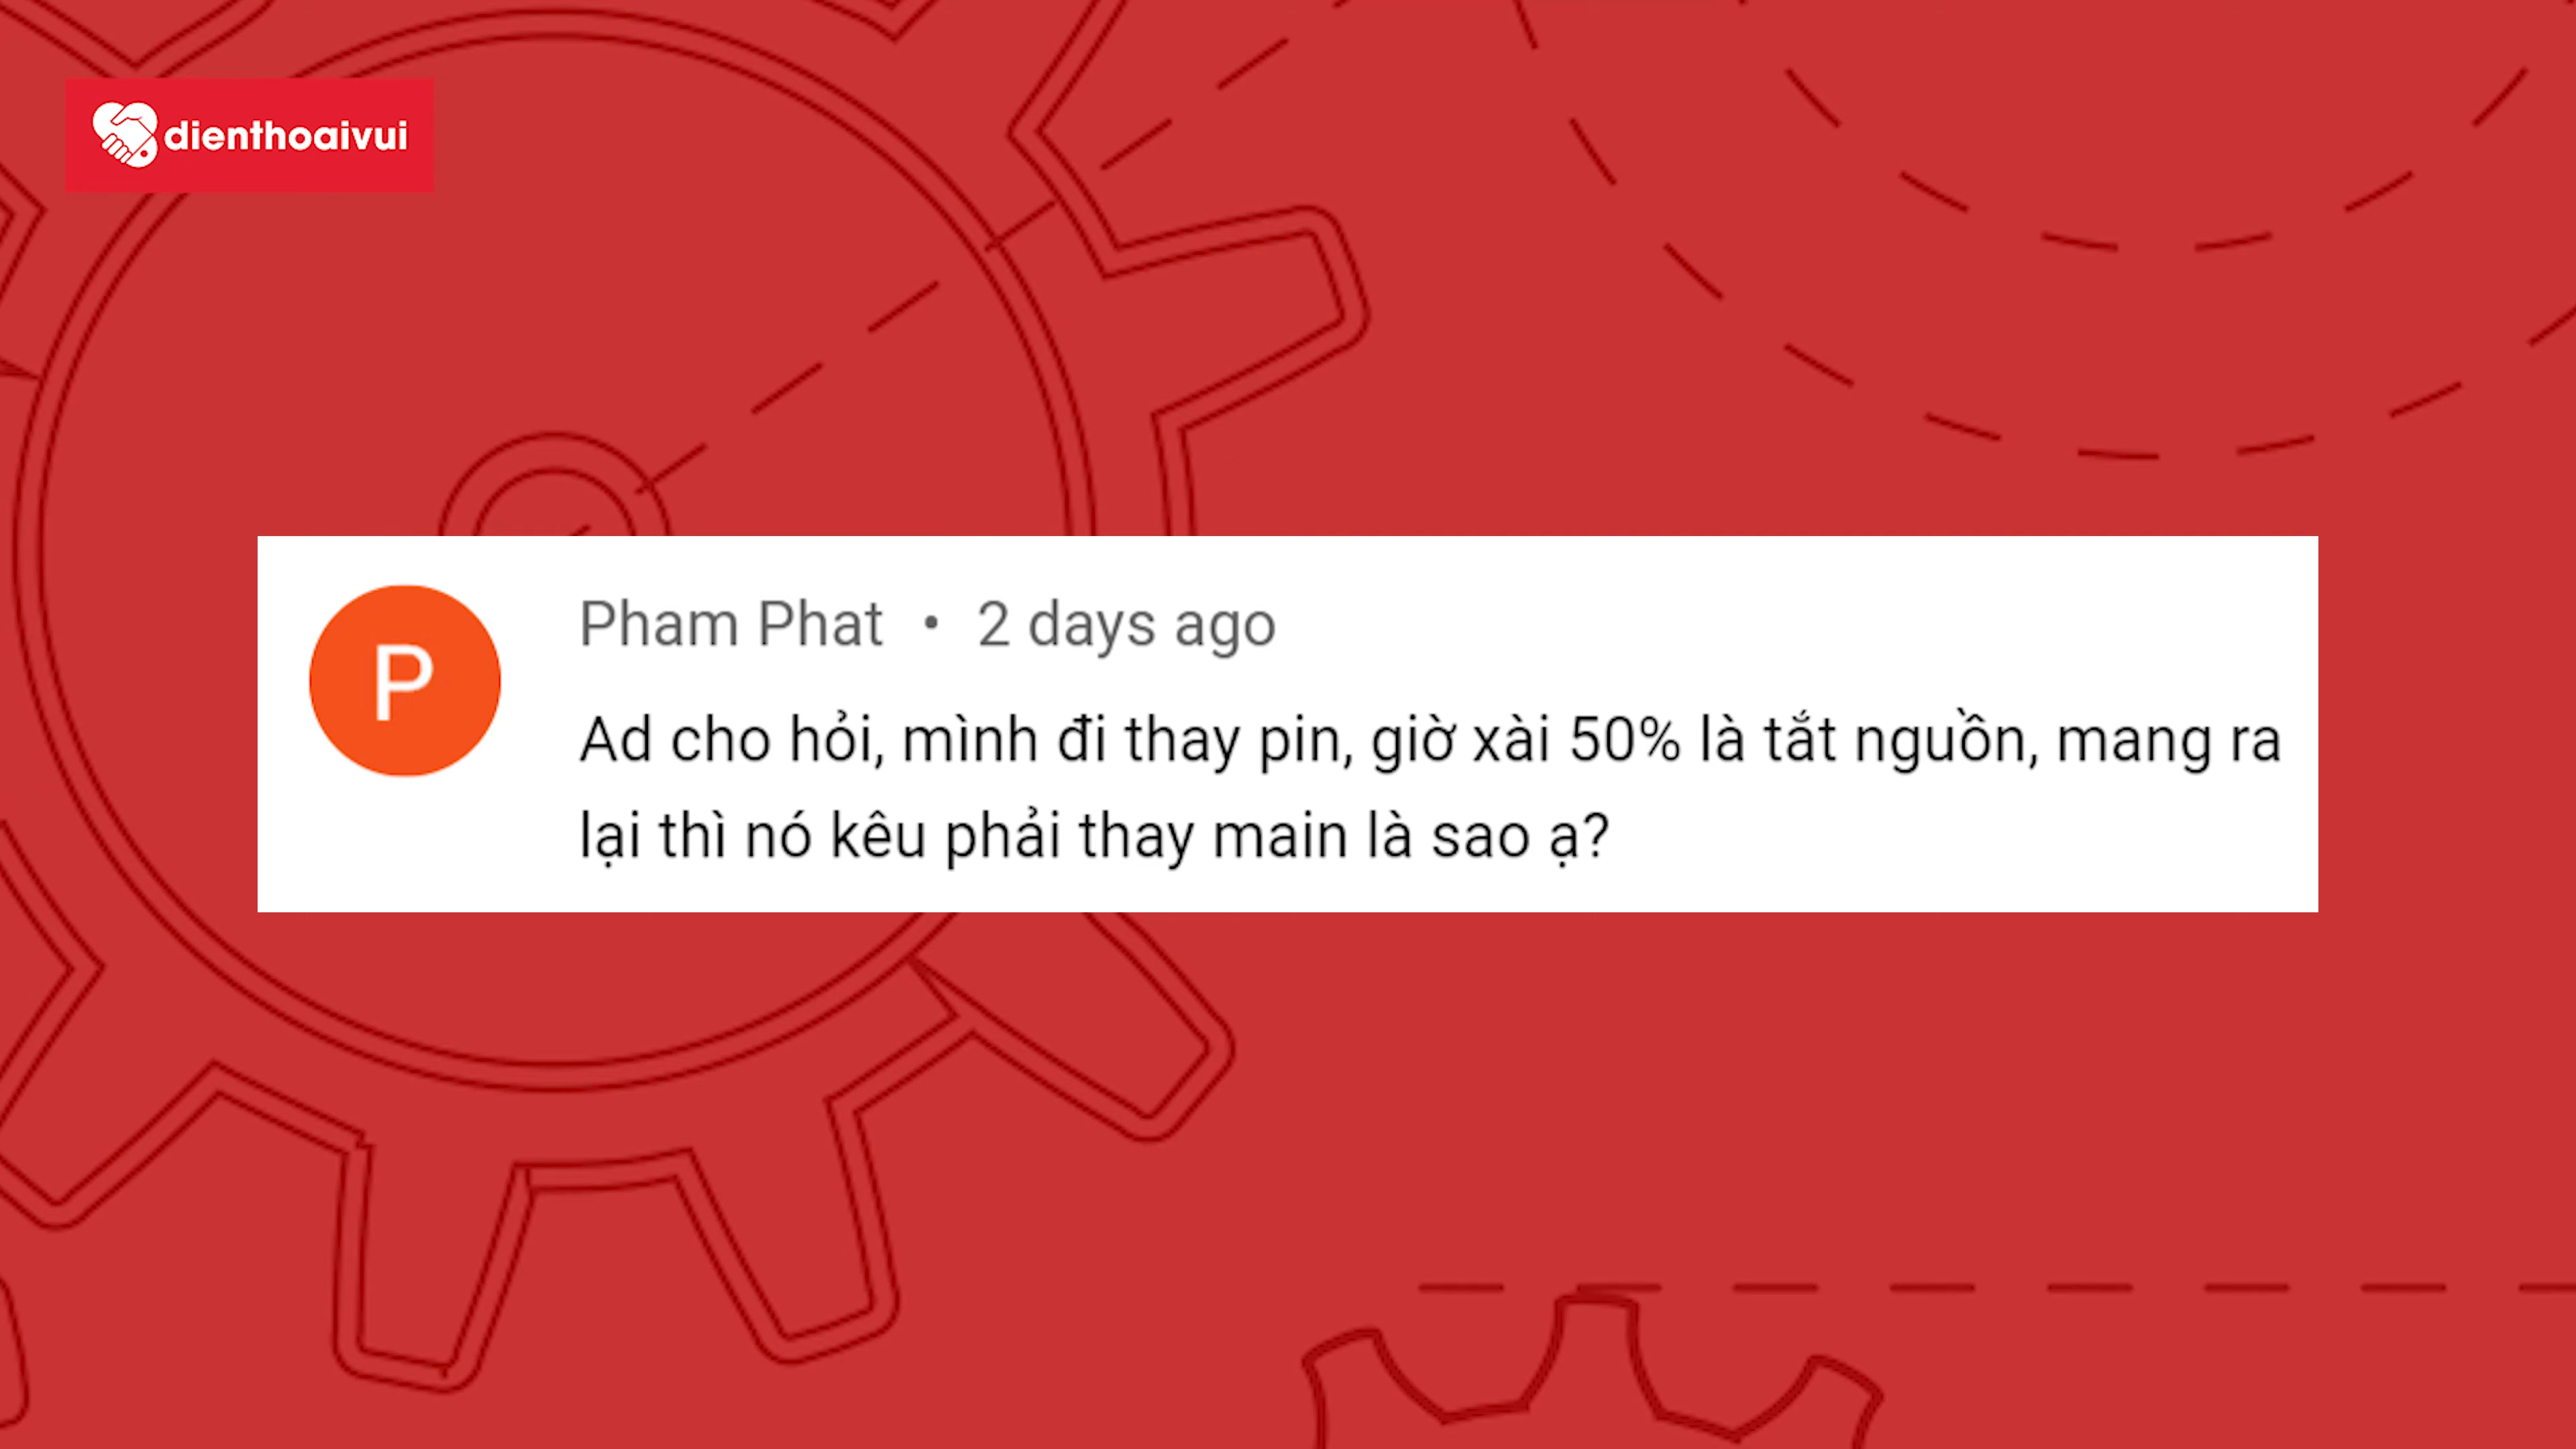 dienthoaivui
P
Pham Phat • 2 days ago
Ad cho hỏi, mình đi thay pin, giờ xài 50% là tắt nguồn, mang ra
lại thì nó kêu phải thay main là sao ạ?